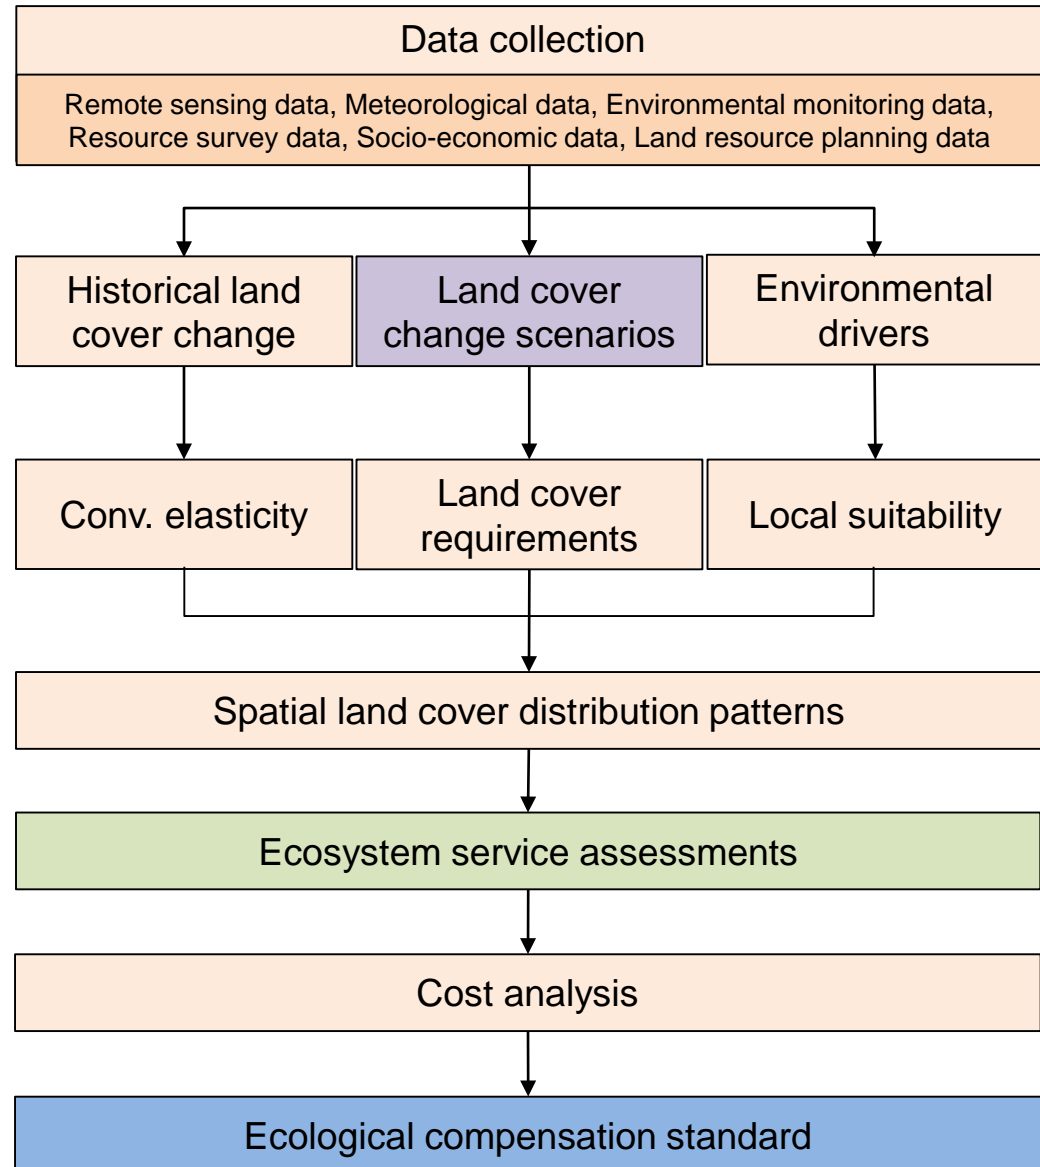 Data collection
Remote sensing data, Meteorological data, Environmental monitoring data,
Resource survey data, Socio-economic data, Land resource planning data
Historical land
cover change
Land cover
change scenarios
Environmental
drivers
Conv. elasticity
Land cover
requirements
Local suitability
Spatial land cover distribution patterns
Ecosystem service assessments
Cost analysis
Ecological compensation standard